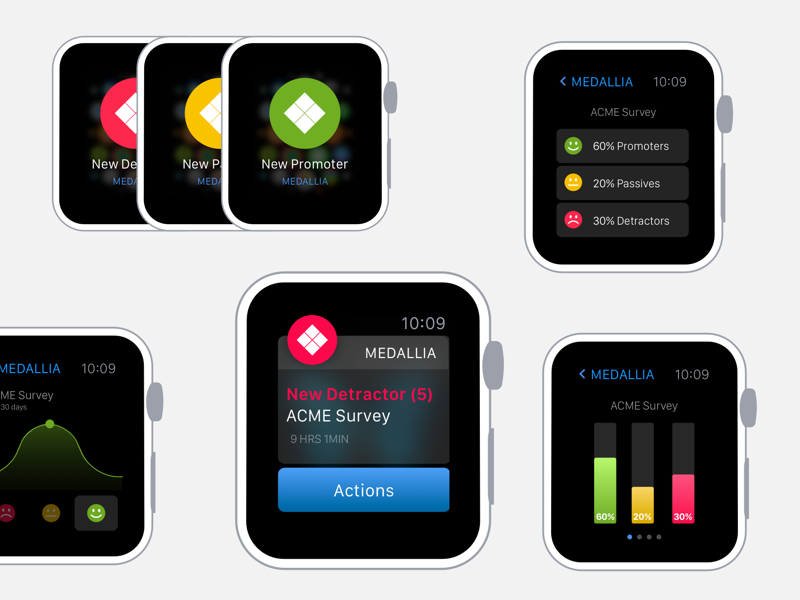 New De
MEDA
New Pa
MEDA
New Promoter
MEDALLIA
MEDALLIA 10:09
ACME Survey
60% Promoters
20% Passives
30% Detractors
MEDALLIA 10:09
ME Survey
30 days
10:09
MEDALLIA
New Detractor (5)
ACME Survey
9 HRS 1MIN
Actions
MEDALLIA 10:09
ACME Survey
60% 20% 30%